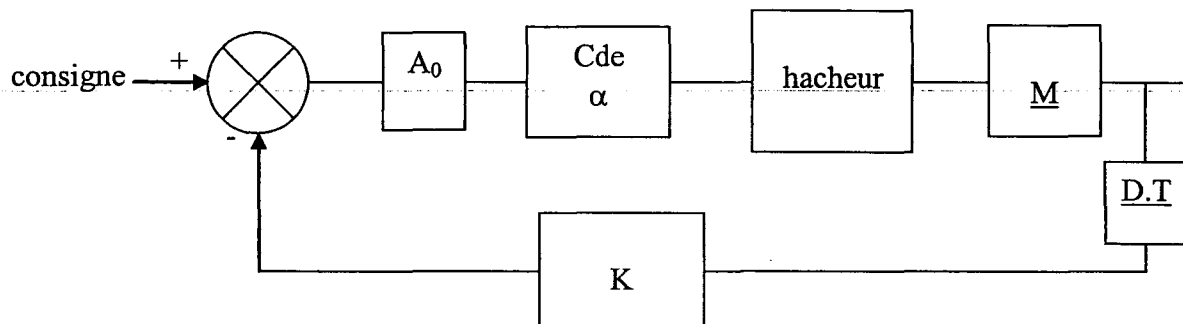 consigne
+
-
A₀
Cde
α
hacheur
M
D.T
K